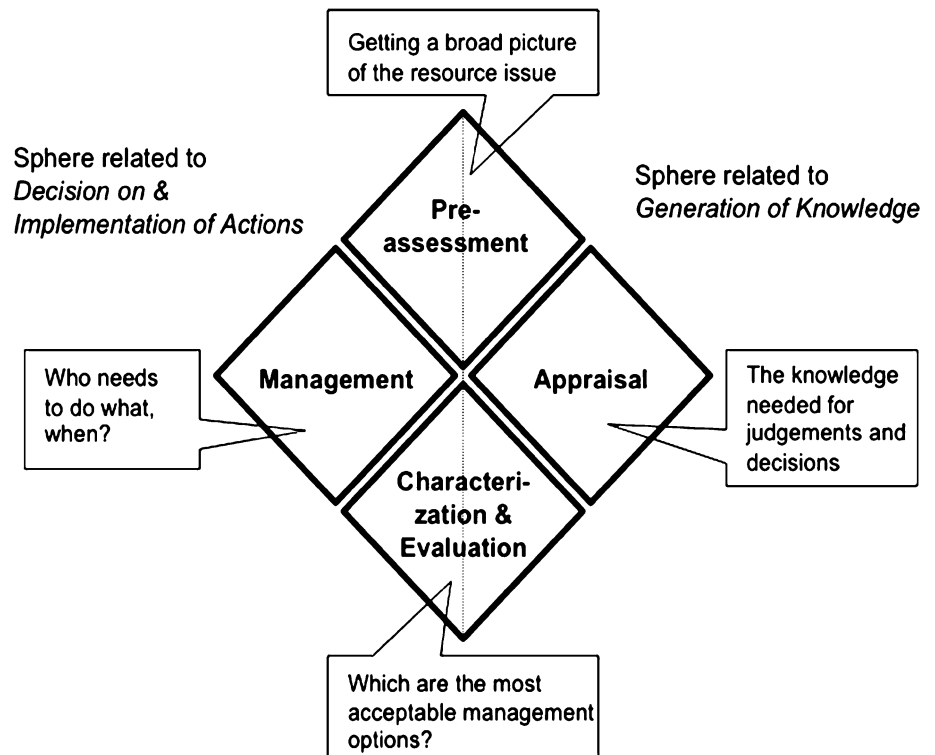 Getting a broad picture
of the resource issue
Sphere related to
Decision on &
Implementation of Actions
Sphere related to
Generation of Knowledge
Pre-
assessment
Management
Appraisal
Who needs
to do what,
when?
The knowledge
needed for
judgements and
decisions
Characteri-
zation &
Evaluation
Which are the most
acceptable management
options?